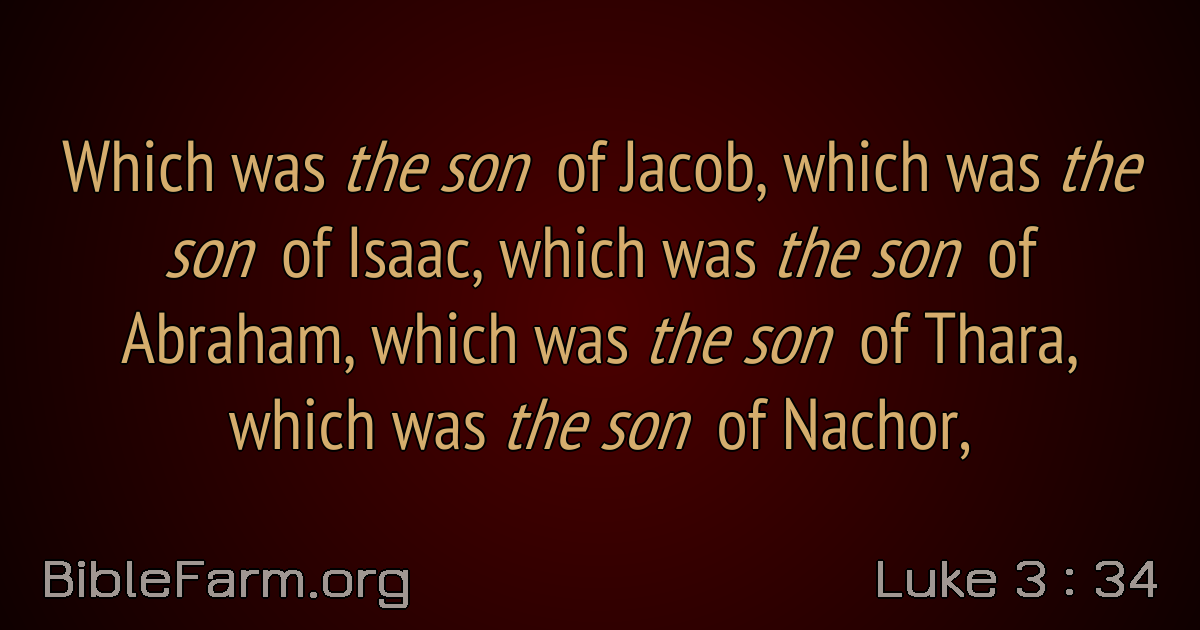 Which was the son of Jacob, which was the
son of Isaac, which was the son of
Abraham, which was the son of Thara,
which was the son of Nachor,
BibleFarm.org
Luke 3 : 34